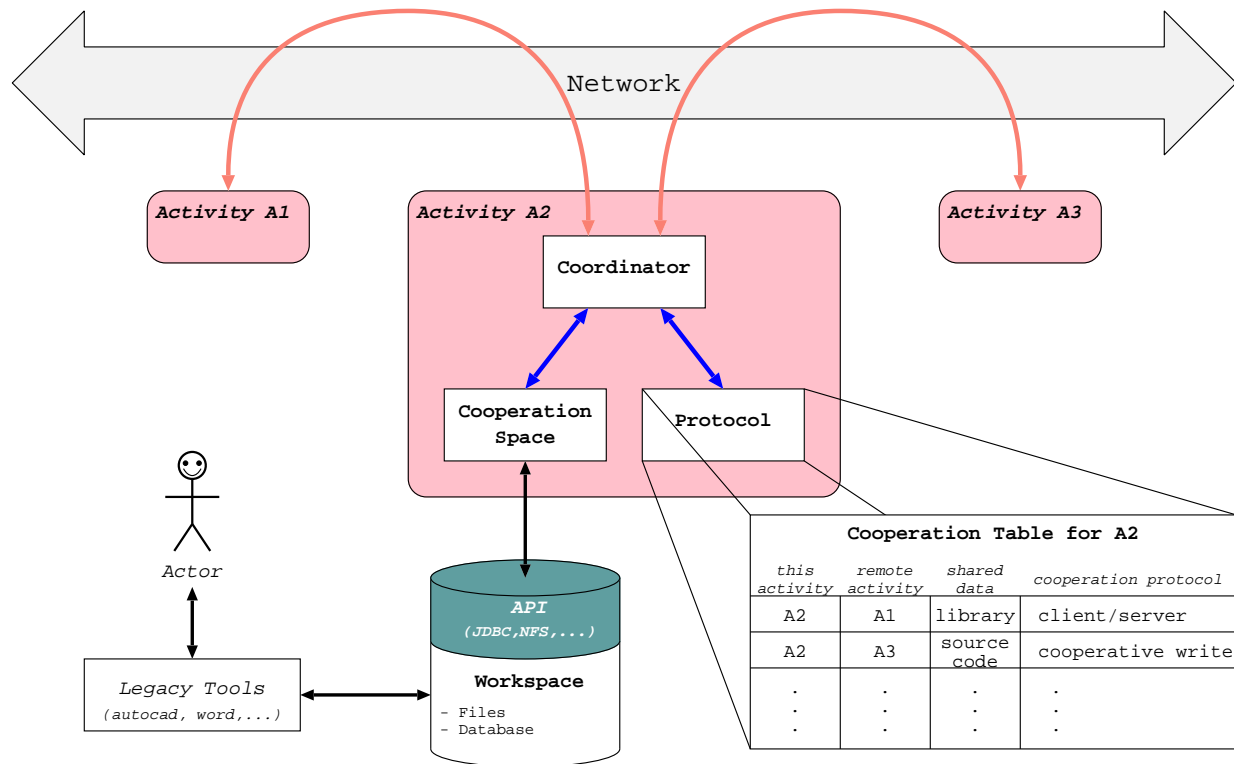 Network
Activity A1
Activity A2
Activity A3
Coordinator
Cooperation
Space
Protocol
Actor
Legacy Tools
(autocad, word,...)
API
(JDBC,NFS,...)
Workspace
- Files
- Database
Cooperation Table for A2
this activity remote activity shared data cooperation protocol
A2 A1 library client/server
A2 A3 source code cooperative write
. . . .
. . . .
. . . .